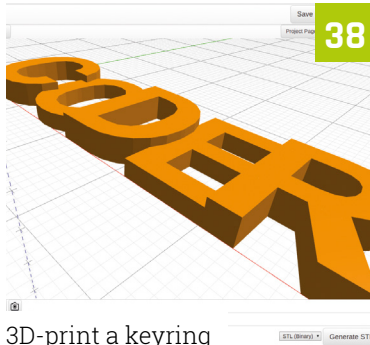 Save
Project Page
38
CODER
3D-print a keyring
STL (Binary)
Generate ST